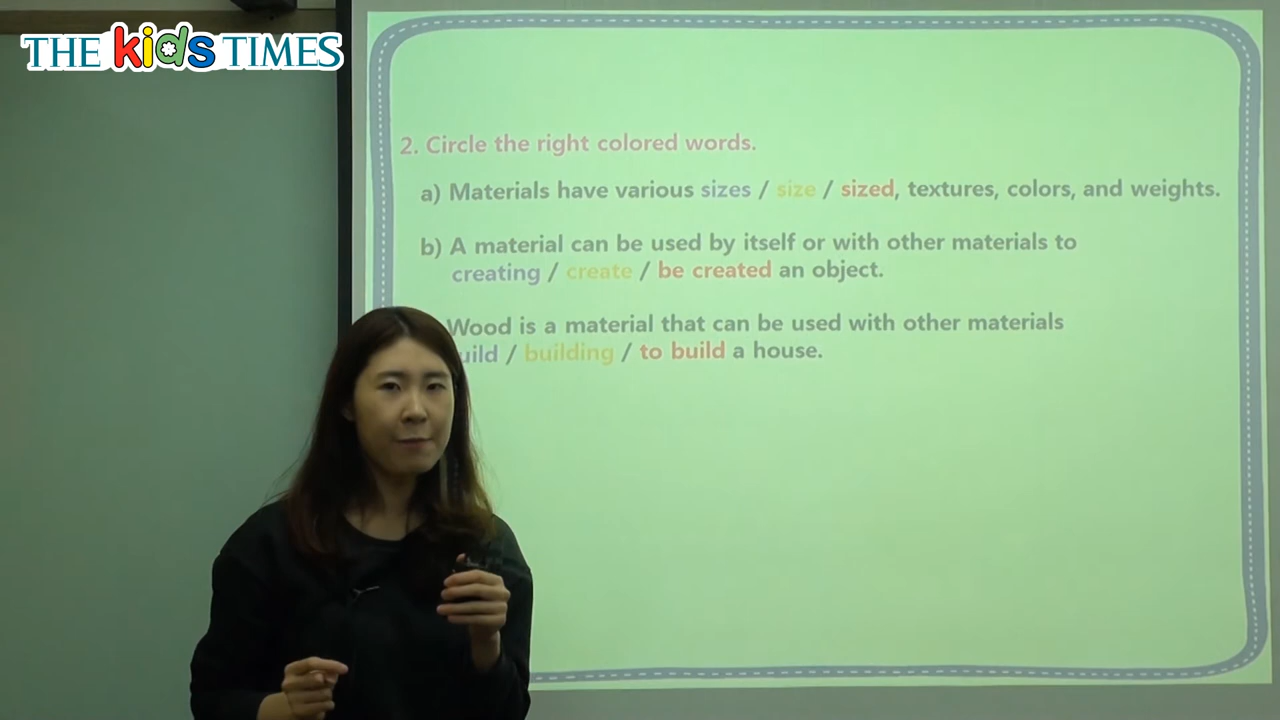 THE kids TIMES
2. Circle the right colored words.
a) Materials have various sizes / size / sized, textures, colors, and weights.
b) A material can be used by itself or with other materials to
creating / create / be created an object.
Wood is a material that can be used with other materials
/ building / to build a house.